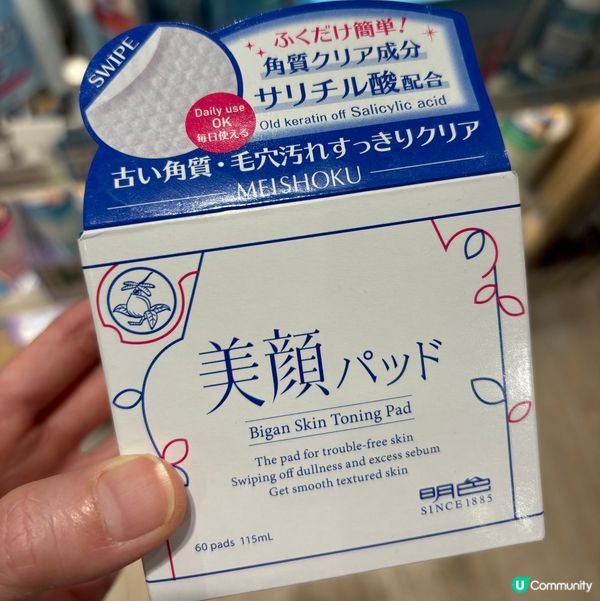 SWIPE
ふくだけ簡単!
角質クリア成分
サリチル酸配合
Old keratin off Salicylic acid
Daily use
OK
毎日使える
古い角質・毛穴汚れすっきりクリア
MEISHOKU
美顔パッド
Bigan Skin Toning Pad
The pad for trouble-free skin
Swiping off dullness and excess sebum
Get smooth textured skin
明色
SINCE 1885
60 pads 115mL
U Community